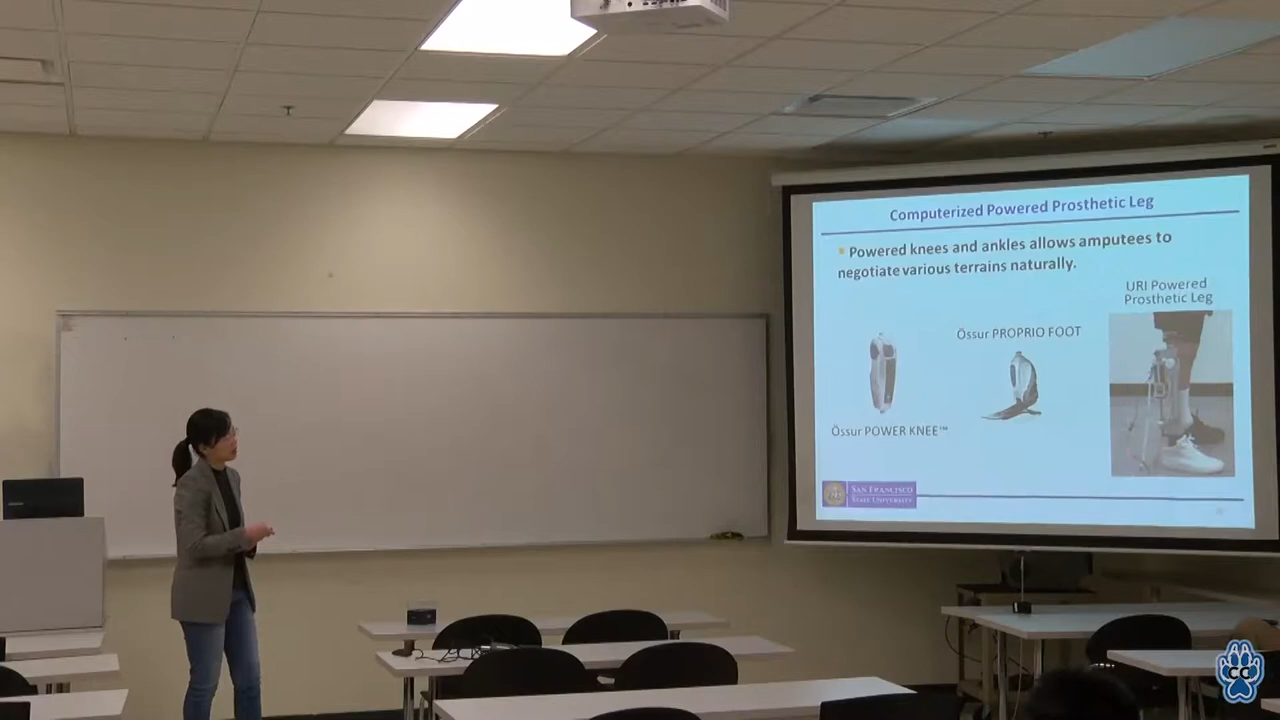 Computerized Powered Prosthetic Leg
Powered knees and ankles allows amputees to
negotiate various terrains naturally.
URI Powered
Prosthetic Leg
Össur PROPRIO FOOT
Össur POWER KNEE™
SAN FRANCISCO
STATE UNIVERSITY
CC